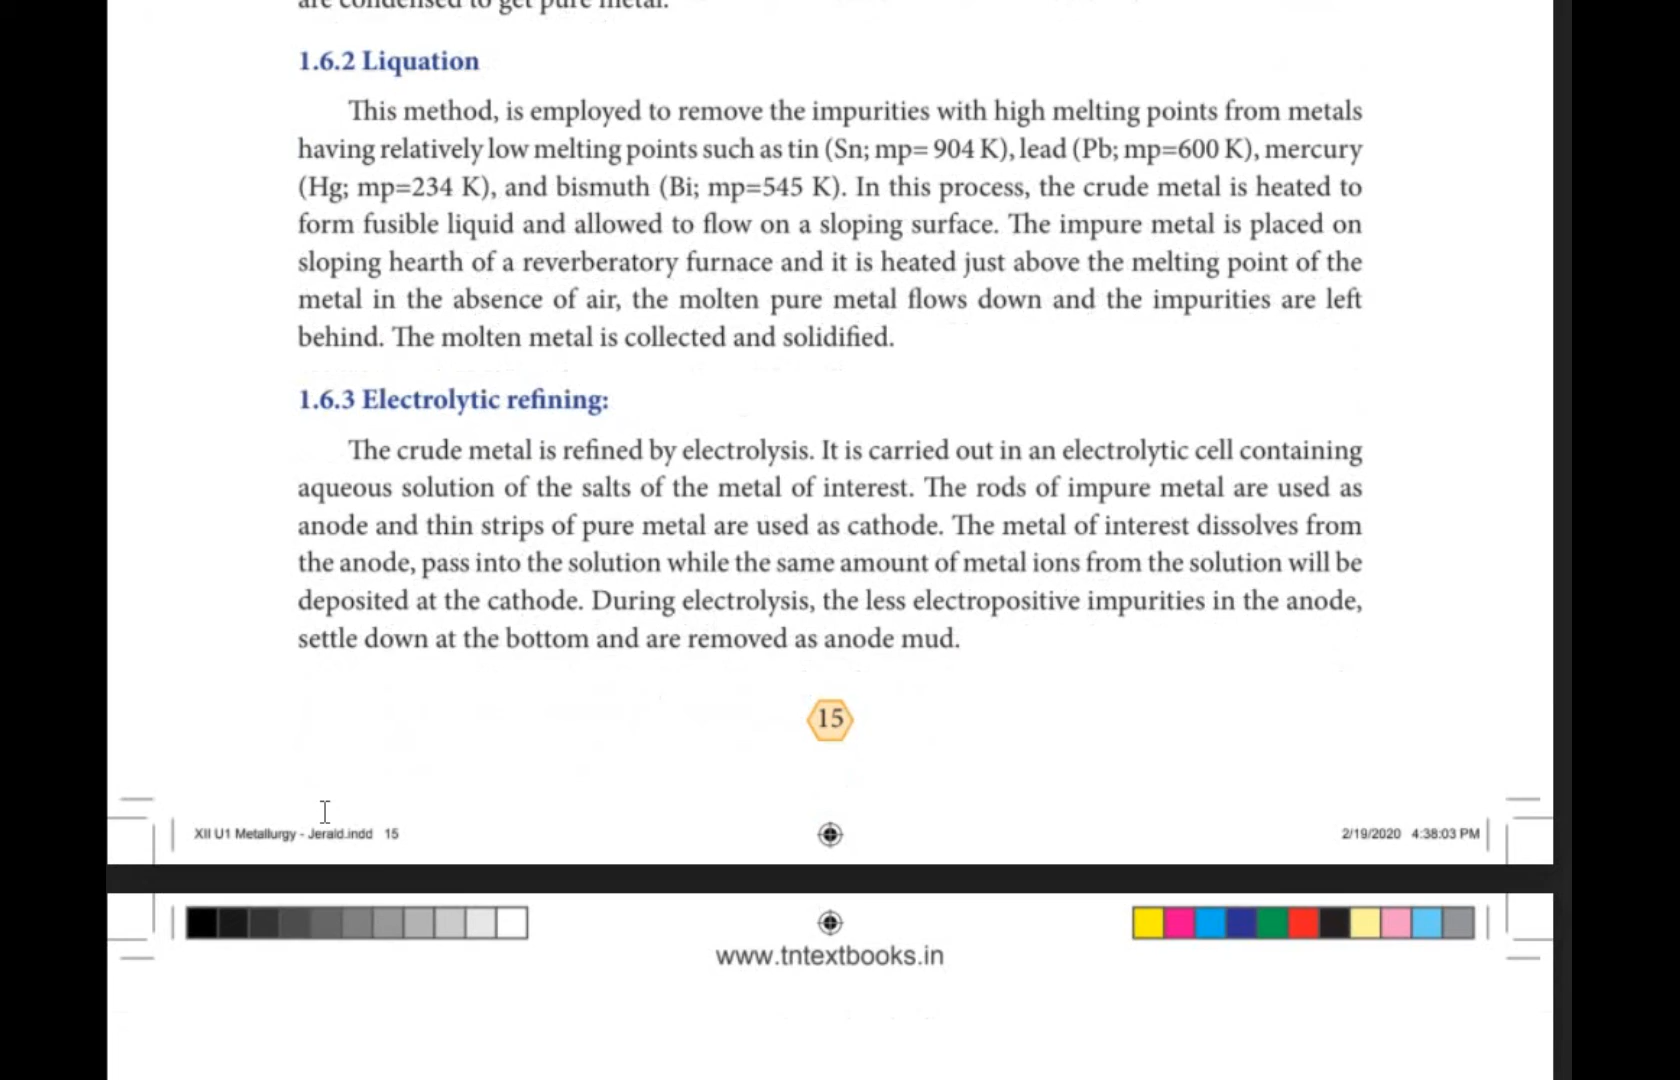 are condensed to get pure metal.
1.6.2 Liquation
This method, is employed to remove the impurities with high melting points from metals
having relatively low melting points such as tin (Sn; mp= 904 K), lead (Pb; mp=600 K), mercury
(Hg; mp=234 K), and bismuth (Bi; mp=545 K). In this process, the crude metal is heated to
form fusible liquid and allowed to flow on a sloping surface. The impure metal is placed on
sloping hearth of a reverberatory furnace and it is heated just above the melting point of the
metal in the absence of air, the molten pure metal flows down and the impurities are left
behind. The molten metal is collected and solidified.
1.6.3 Electrolytic refining:
The crude metal is refined by electrolysis. It is carried out in an electrolytic cell containing
aqueous solution of the salts of the metal of interest. The rods of impure metal are used as
anode and thin strips of pure metal are used as cathode. The metal of interest dissolves from
the anode, pass into the solution while the same amount of metal ions from the solution will be
deposited at the cathode. During electrolysis, the less electropositive impurities in the anode,
settle down at the bottom and are removed as anode mud.
15
XII U1 Metallurgy - Jerald.indd 15
2/19/2020 4:38:03 PM
www.tntextbooks.in